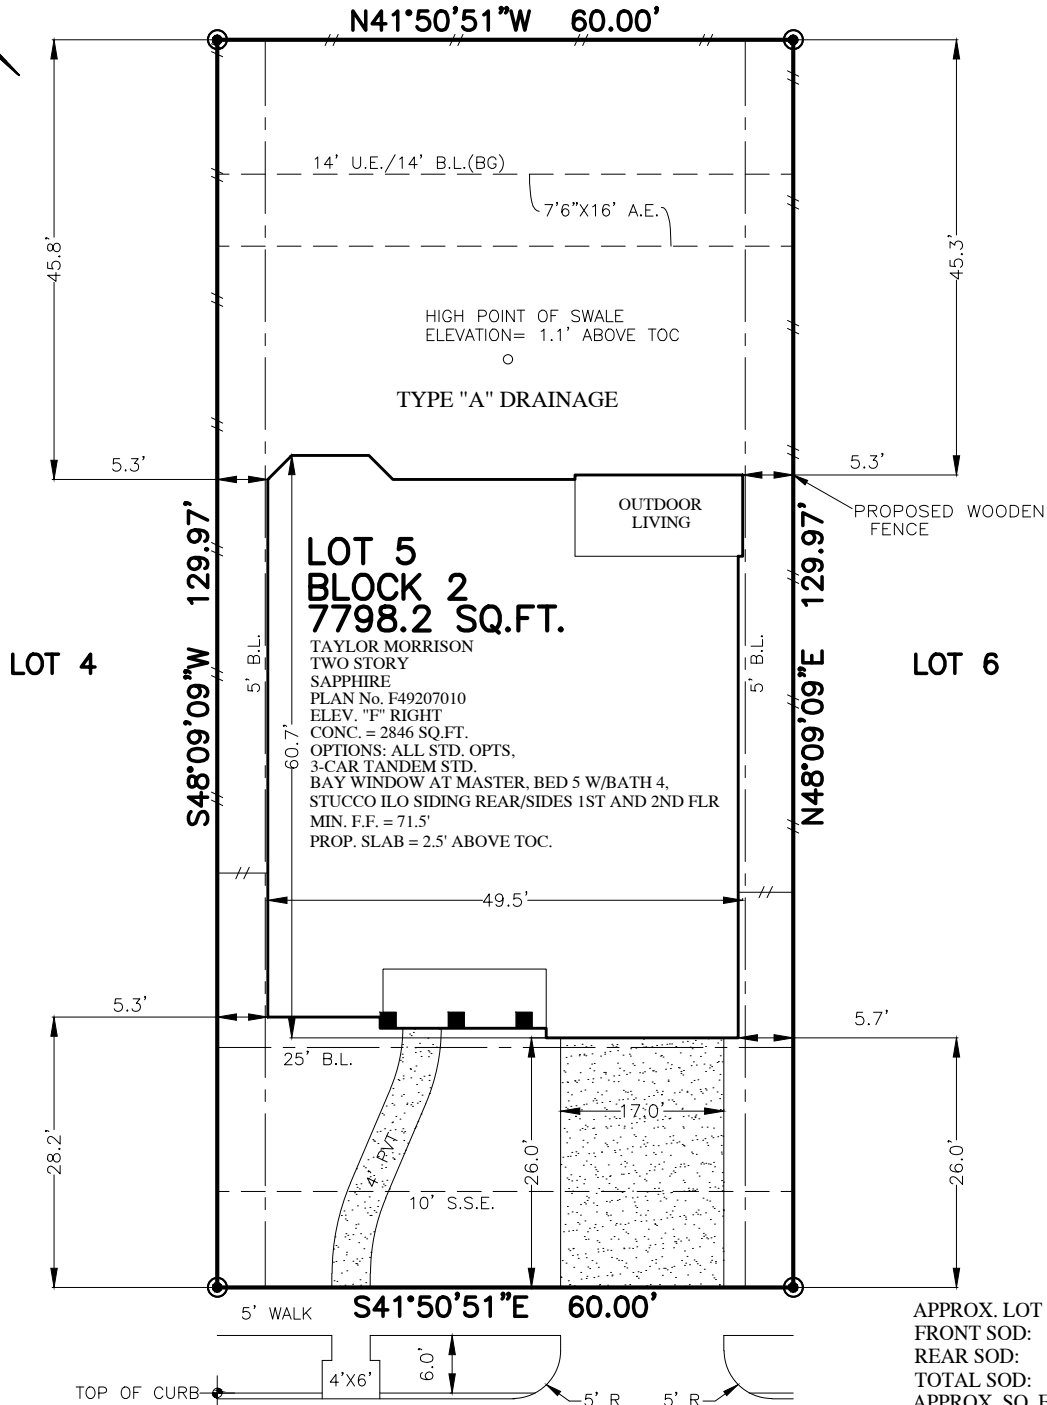 N41°50'51"W 60.00'
14' U.E./14' B.L.(BG)
7'6"X16' A.E.
45.8'
45.3'
HIGH POINT OF SWALE
ELEVATION= 1.1' ABOVE TOC
TYPE "A" DRAINAGE
5.3'
5.3'
OUTDOOR
LIVING
PROPOSED WOODEN
FENCE
S48°09'09"W 129.97'
N48°09'09"E 129.97'
LOT 5
BLOCK 2
7798.2 SQ.FT.
LOT 4
LOT 6
5' B.L.
5' B.L.
TAYLOR MORRISON
TWO STORY
SAPPHIRE
PLAN No. F49207010
ELEV. "F" RIGHT
CONC. = 2846 SQ.FT.
OPTIONS: ALL STD. OPTS,
3-CAR TANDEM STD.
BAY WINDOW AT MASTER, BED 5 W/BATH 4,
STUCCO ILO SIDING REAR/SIDES 1ST AND 2ND FLR
MIN. F.F. = 71.5'
PROP. SLAB = 2.5' ABOVE TOC.
60.7'
49.5'
5.3'
5.7'
25' B.L.
17.0'
28.2'
4' PVT
26.0'
26.0'
10' S.S.E.
S41°50'51"E 60.00'
5' WALK
APPROX. LOT
FRONT SOD:
REAR SOD:
TOTAL SOD:
6.0'
4'X6'
TOP OF CURB
5' R
5' R
APPROX. SQ. F